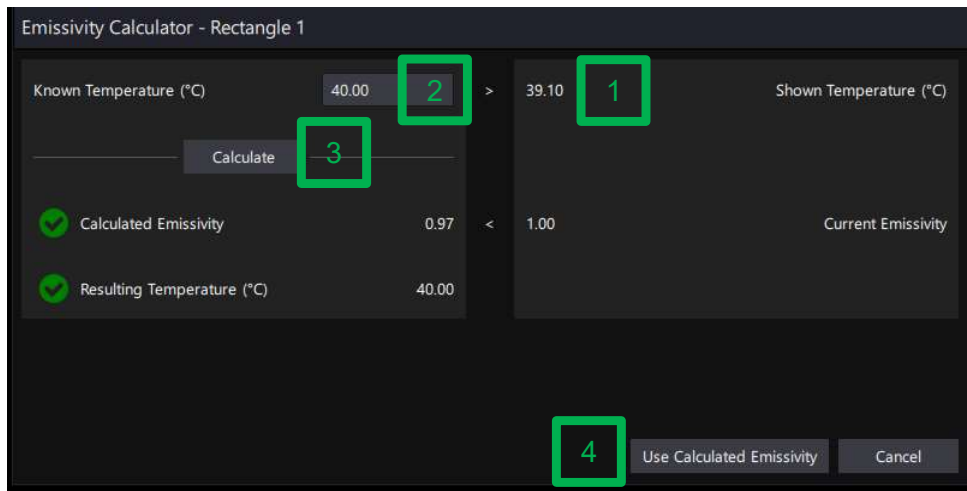 Emissivity Calculator - Rectangle 1
Known Temperature (°C) 40.00 2 > 39.10 1 Shown Temperature (°C)
Calculate 3
Calculated Emissivity 0.97 < 1.00 Current Emissivity
Resulting Temperature (°C) 40.00
4 Use Calculated Emissivity Cancel